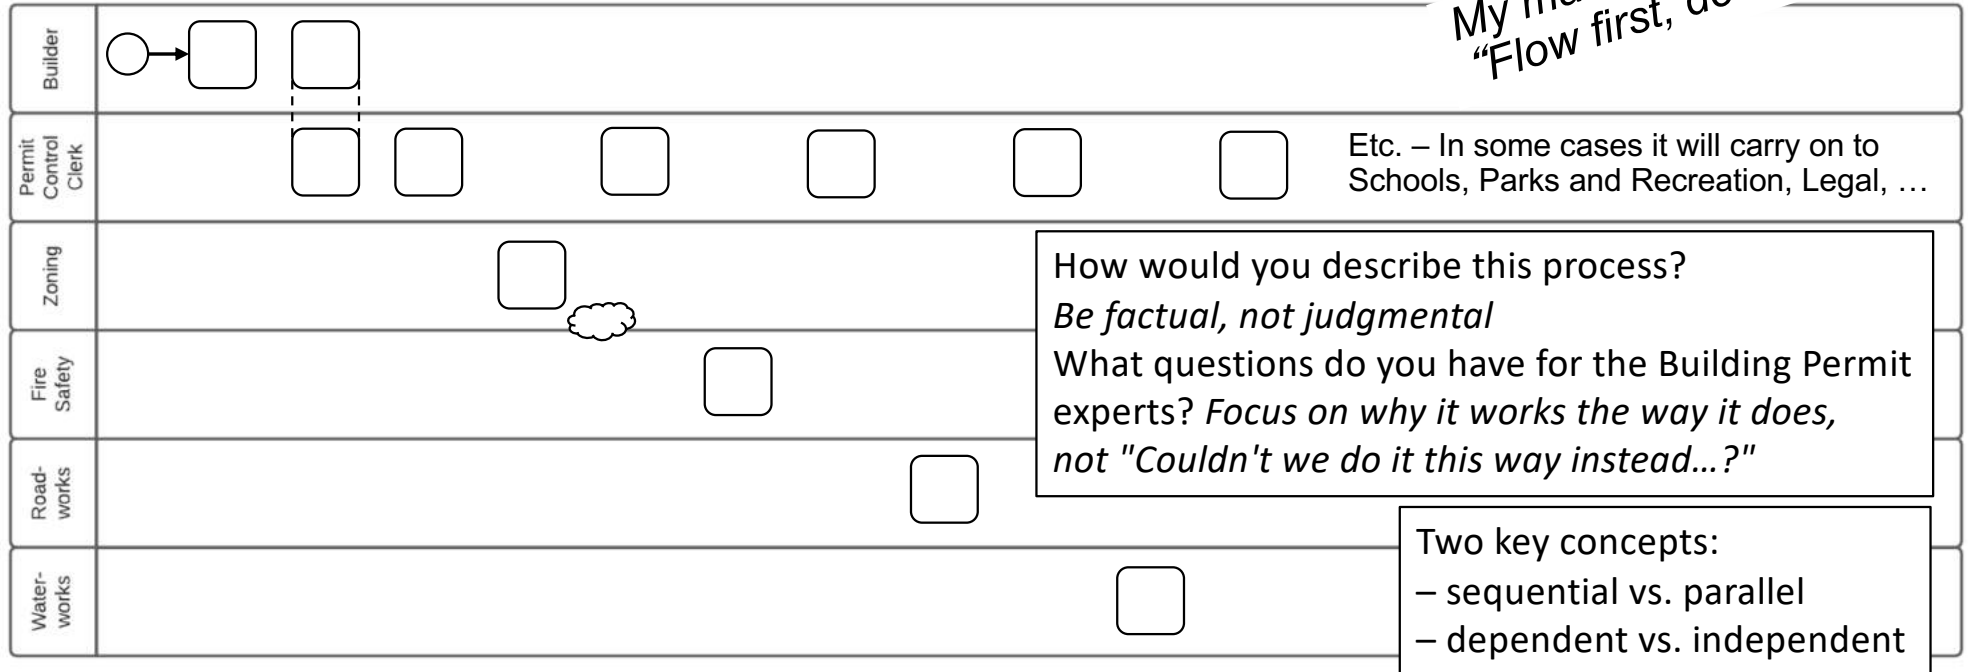 My
“Flow first,
Builder
Permit
Control
Clerk
Etc. – In some cases it will carry on to
Schools, Parks and Recreation, Legal, …
Zoning
How would you describe this process?
Be factual, not judgmental
What questions do you have for the Building Permit
experts? Focus on why it works the way it does,
not "Couldn't we do it this way instead…?"
Fire
Safety
Road-
works
Two key concepts:
– sequential vs. parallel
– dependent vs. independent
Water-
works